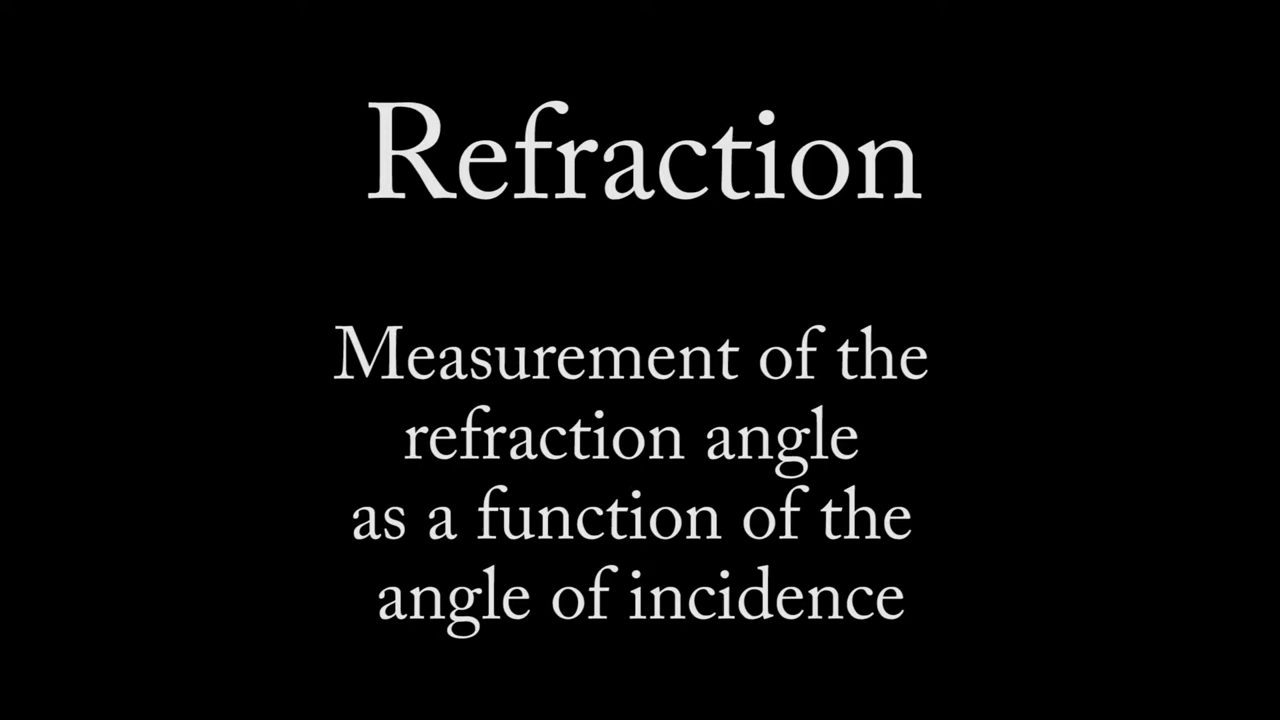 Refraction
Measurement of the
refraction angle
as a function of the
angle of incidence